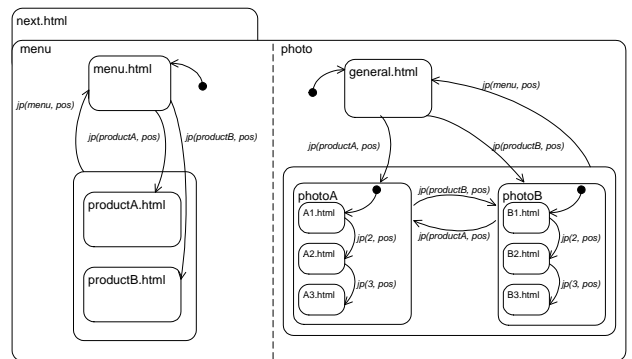 next.html
menu
photo
menu.html
general.html
jp(menu, pos)
jp(menu, pos)
jp(productA, pos)
jp(productB, pos)
jp(productA, pos)
jp(productB, pos)
productA.html
productB.html
photoA
A1.html
jp(2, pos)
A2.html
jp(3, pos)
A3.html
jp(productB, pos)
jp(productA, pos)
photoB
B1.html
jp(2, pos)
B2.html
jp(3, pos)
B3.html